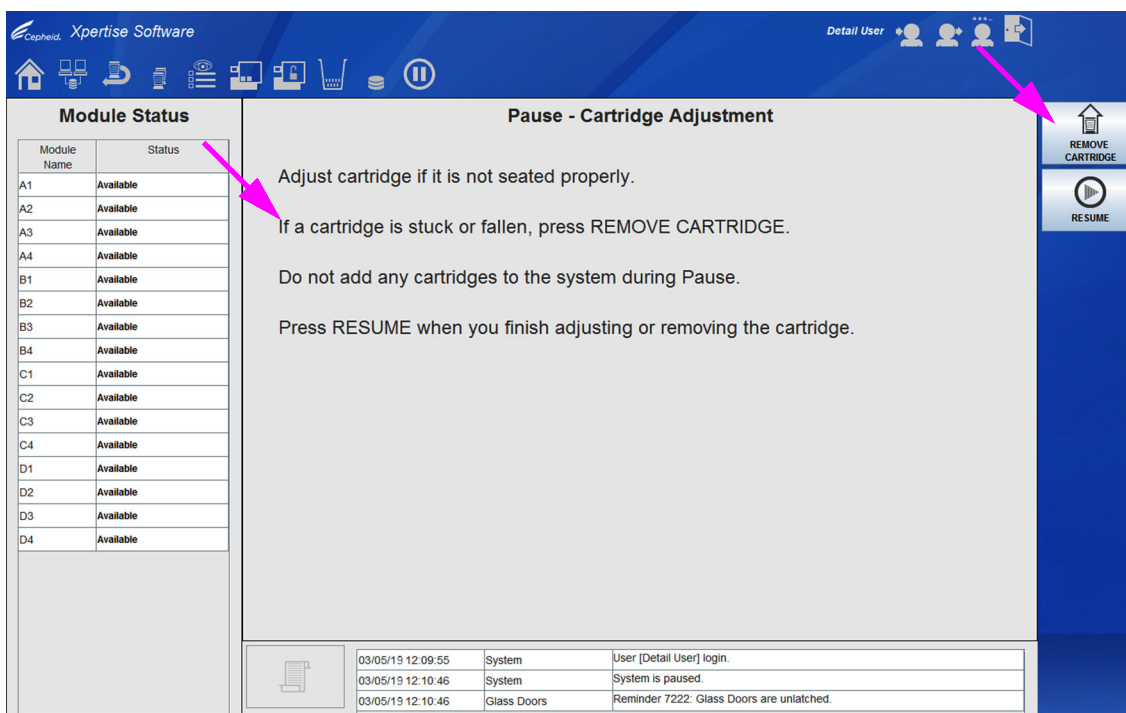 Cepheid. Xpertise Software
Detail User
Module Status
Module Name Status
A1 Available
A2 Available
A3 Available
A4 Available
B1 Available
B2 Available
B3 Available
B4 Available
C1 Available
C2 Available
C3 Available
C4 Available
D1 Available
D2 Available
D3 Available
D4 Available
Pause - Cartridge Adjustment
Adjust cartridge if it is not seated properly.
If a cartridge is stuck or fallen, press REMOVE CARTRIDGE.
Do not add any cartridges to the system during Pause.
Press RESUME when you finish adjusting or removing the cartridge.
REMOVE
CARTRIDGE
RESUME
03/05/19 12:09:55 System User [Detail User] login.
03/05/19 12:10:46 System System is paused.
03/05/19 12:10:46 Glass Doors Reminder 7222: Glass Doors are unlatched.